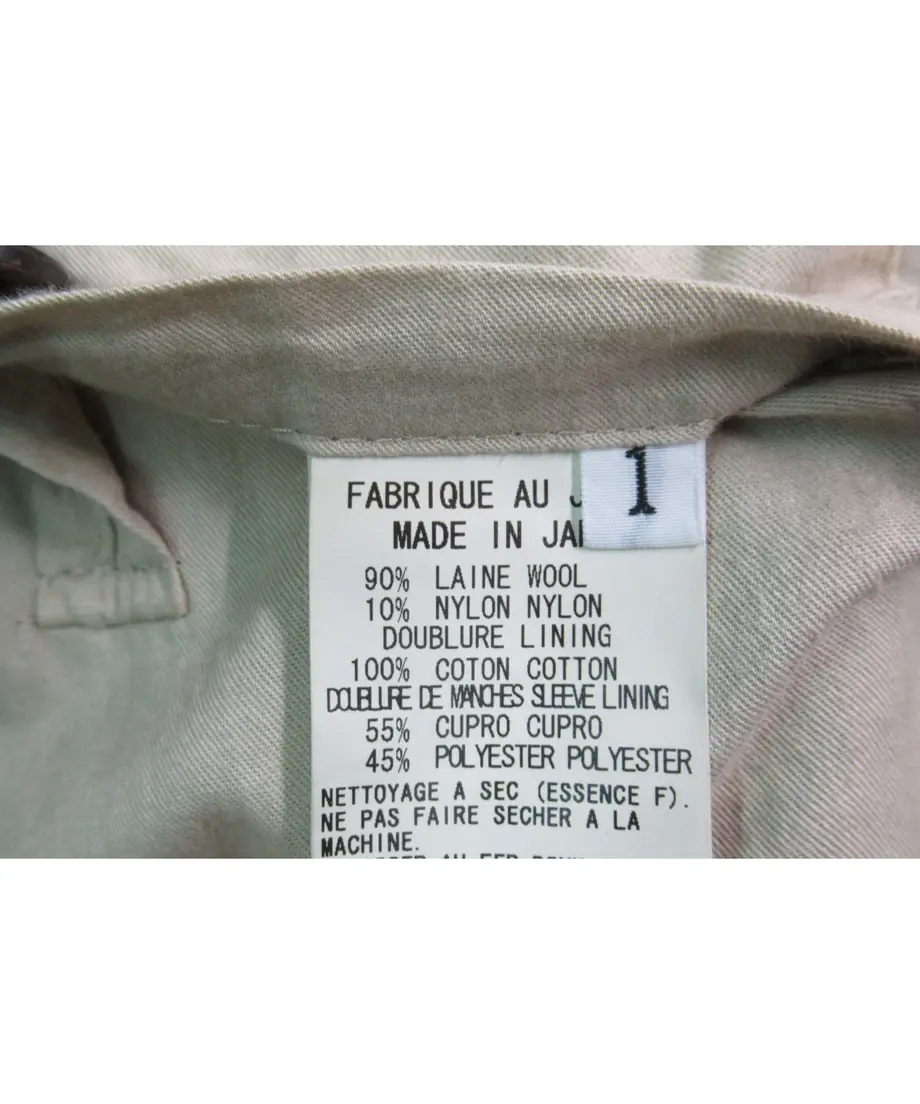 FABRIQUE AU
1
MADE IN
90% LAINE WOOL
10% NYLON NYLON
DOUBLURE LINING
100% COTON COTTON
DOUBLURE DE MANCHES SLEEVE LINING
55% CUPRO CUPRO
45% POLYESTER POLYESTER
NETTOYAGE A SEC (ESSENCE F).
NE PAS FAIRE SECHER A LA
MACHINE.